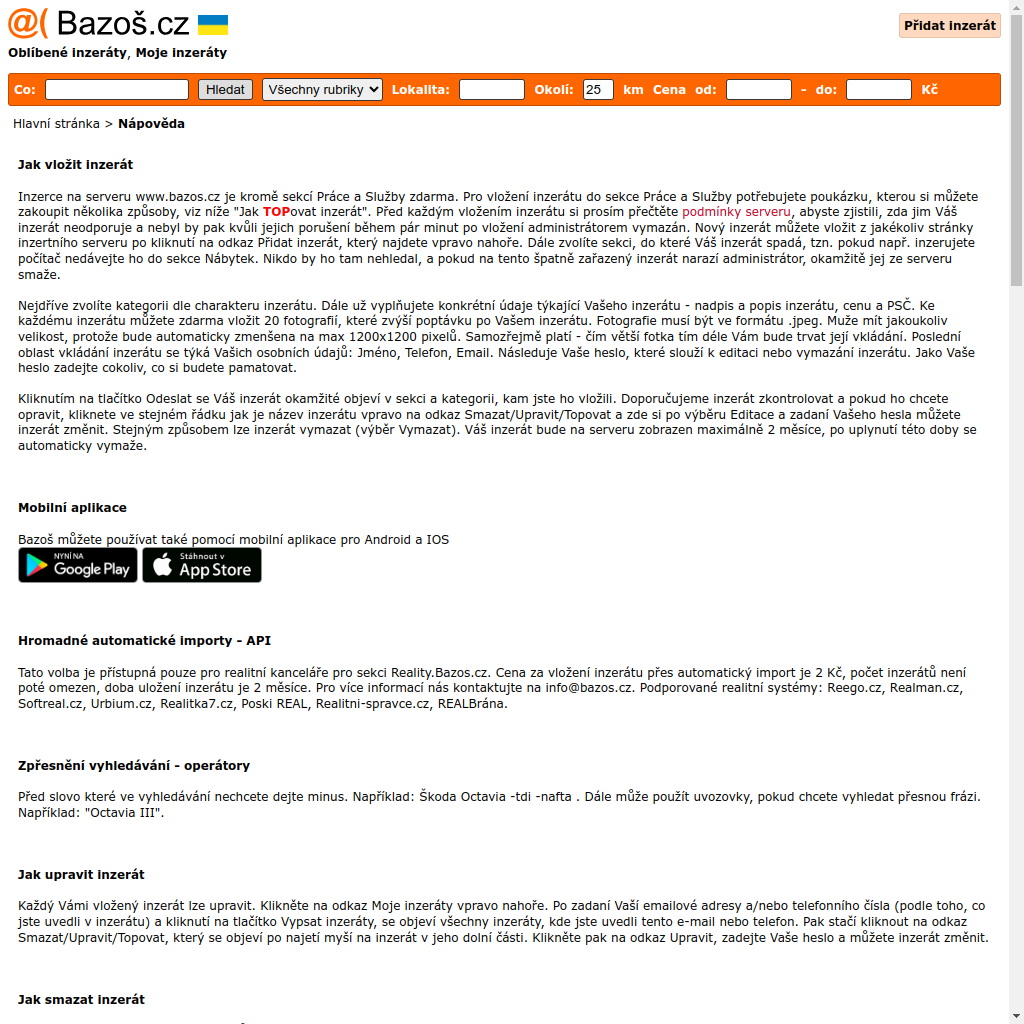 @( Bazoš.cz
Přidat inzerát
Oblíbené inzeráty, Moje inzeráty
Co: Hledat Všechny rubriky Lokalita: Okolí: 25 km Cena od: - do: Kč
Hlavní stránka > Nápověda
Jak vložit inzerát
Inzerce na serveru www.bazos.cz je kromě sekcí Práce a Služby zdarma. Pro vložení inzerátu do sekce Práce a Služby potřebujete poukázku, kterou si můžete
zakoupit několika způsoby, viz níže "Jak TOPovat inzerát". Před každým vložením inzerátu si prosím přečtěte podmínky serveru, abyste zjistili, zda jim Váš
inzerát neodporuje a nebyl by pak kvůli jejich porušení během pár minut po vložení administrátorem vymazán. Nový inzerát můžete vložit z jakékoliv stránky
inzertního serveru po kliknutí na odkaz Přidat inzerát, který najdete vpravo nahoře. Dále zvolíte sekci, do které Váš inzerát spadá, tzn. pokud např. inzerujete
počítač nedávejte ho do sekce Nábytek. Nikdo by ho tam nehledal, a pokud na tento špatně zařazený inzerát narazí administrátor, okamžitě jej ze serveru
smaže.
Nejdříve zvolíte kategorii dle charakteru inzerátu. Dále už vyplňujete konkrétní údaje týkající Vašeho inzerátu - nadpis a popis inzerátu, cenu a PSČ. Ke
každému inzerátu můžete zdarma vložit 20 fotografií, které zvýší poptávku po Vašem inzerátu. Fotografie musí být ve formátu .jpeg. Muže mít jakoukoliv
velikost, protože bude automaticky zmenšena na max 1200x1200 pixelů. Samozřejmě platí - čím větší fotka tím déle Vám bude trvat její vkládání. Poslední
oblast vkládání inzerátu se týká Vašich osobních údajů: Jméno, Telefon, Email. Následuje Vaše heslo, které slouží k editaci nebo vymazání inzerátu. Jako Vaše
heslo zadejte cokoliv, co si budete pamatovat.
Kliknutím na tlačítko Odeslat se Váš inzerát okamžité objeví v sekci a kategorii, kam jste ho vložili. Doporučujeme inzerát zkontrolovat a pokud ho chcete
opravit, kliknete ve stejném řádku jak je název inzerátu vpravo na odkaz Smazat/Upravit/Topovat a zde si po výběru Editace a zadaní Vašeho hesla můžete
inzerát změnit. Stejným způsobem lze inzerát vymazat (výběr Vymazat). Váš inzerát bude na serveru zobrazen maximálně 2 měsíce, po uplynutí této doby se
automaticky vymaže.
Mobilní aplikace
Bazoš můžete používat také pomocí mobilní aplikace pro Android a IOS
NYNÍ NA Google Play
Stáhnout v App Store
Hromadné automatické importy - API
Tato volba je přístupná pouze pro realitní kanceláře pro sekci Reality.Bazos.cz. Cena za vložení inzerátu přes automatický import je 2 Kč, počet inzerátů není
poté omezen, doba uložení inzerátu je 2 měsíce. Pro více informací nás kontaktujte na info@bazos.cz. Podporované realitní systémy: Reego.cz, Realman.cz,
Softreal.cz, Urbium.cz, Realitka7.cz, Poski REAL, Realitni-spravce.cz, REALBrána.
Zpřesnění vyhledávání - operátory
Před slovo které ve vyhledávání nechcete dejte minus. Například: Škoda Octavia -tdi -nafta . Dále může použít uvozovky, pokud chcete vyhledat přesnou frázi.
Například: "Octavia III".
Jak upravit inzerát
Každý Vámi vložený inzerát lze upravit. Klikněte na odkaz Moje inzeráty vpravo nahoře. Po zadaní Vaší emailové adresy a/nebo telefonního čísla (podle toho, co
jste uvedli v inzerátu) a kliknutí na tlačítko Vypsat inzeráty, se objeví všechny inzeráty, kde jste uvedli tento e-mail nebo telefon. Pak stačí kliknout na odkaz
Smazat/Upravit/Topovat, který se objeví po najetí myší na inzerát v jeho dolní části. Klikněte pak na odkaz Upravit, zadejte Vaše heslo a můžete inzerát změnit.
Jak smazat inzerát